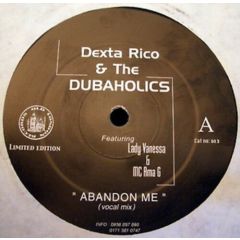 Dexta Rico
& The
DUBAHOLICS
Featuring
Lady Vanessa
&
MC Rma G
LIMITED EDITION
A
" ABANDON ME "
(vocal mix)